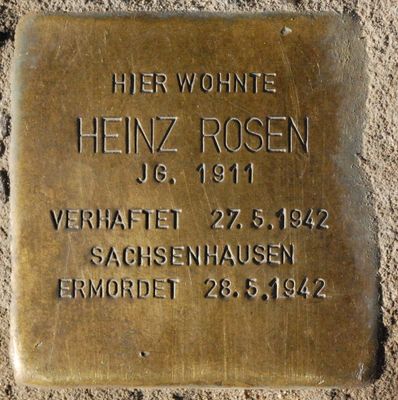 HIER WOHNTE
HEINZ ROSEN
JG. 1911
VERHAFTET 27.5.1942
SACHSENHAUSEN
ERMORDET 28.5.1942